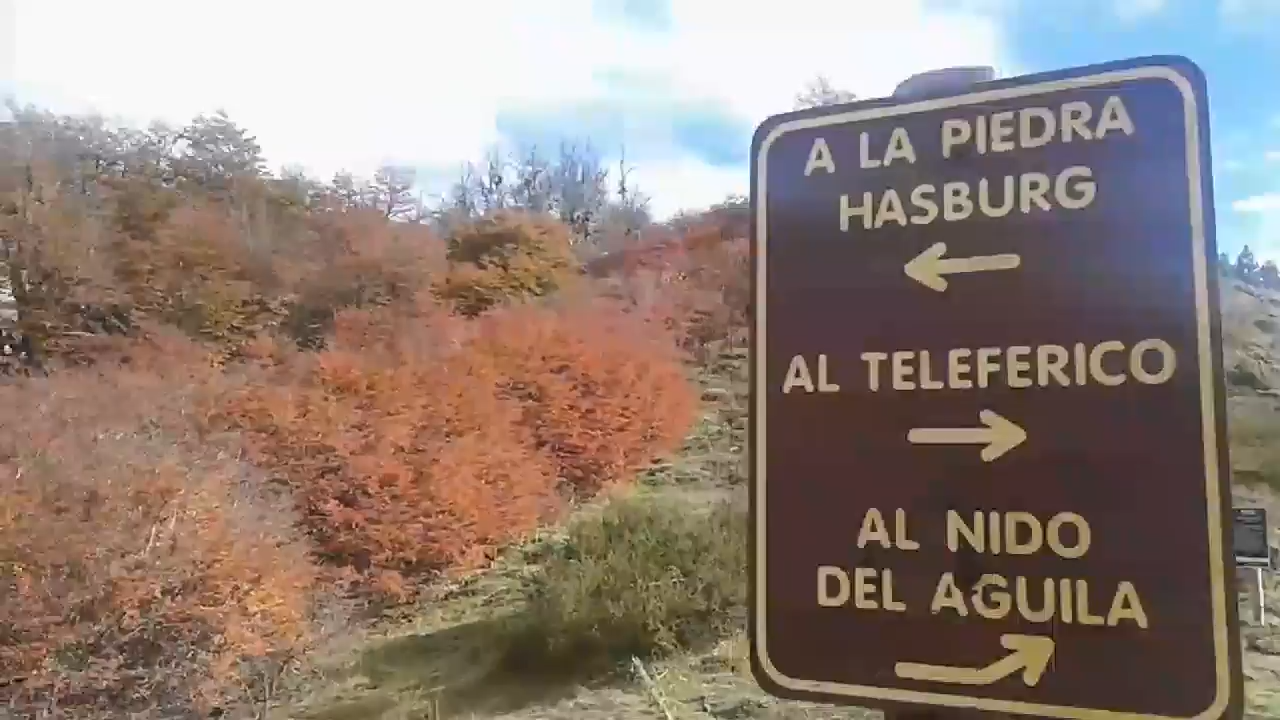 A LA PIEDRA
HASBURG
←
AL TELEFERICO
→
AL NIDO
DEL AGUILA